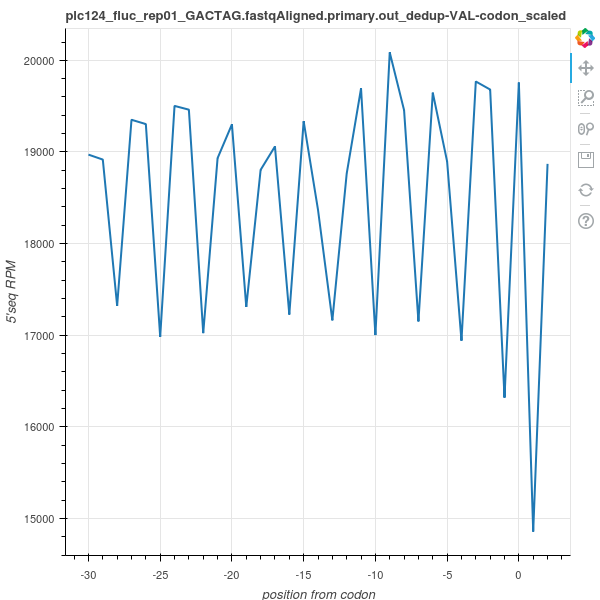 plc124_fluc_rep01_GACTAG.fastqAligned.primary.out_dedup-VAL-codon_scaled
20000
19000
18000
17000
16000
15000
5'seq RPM
-30 -25 -20 -15 -10 -5 0
position from codon